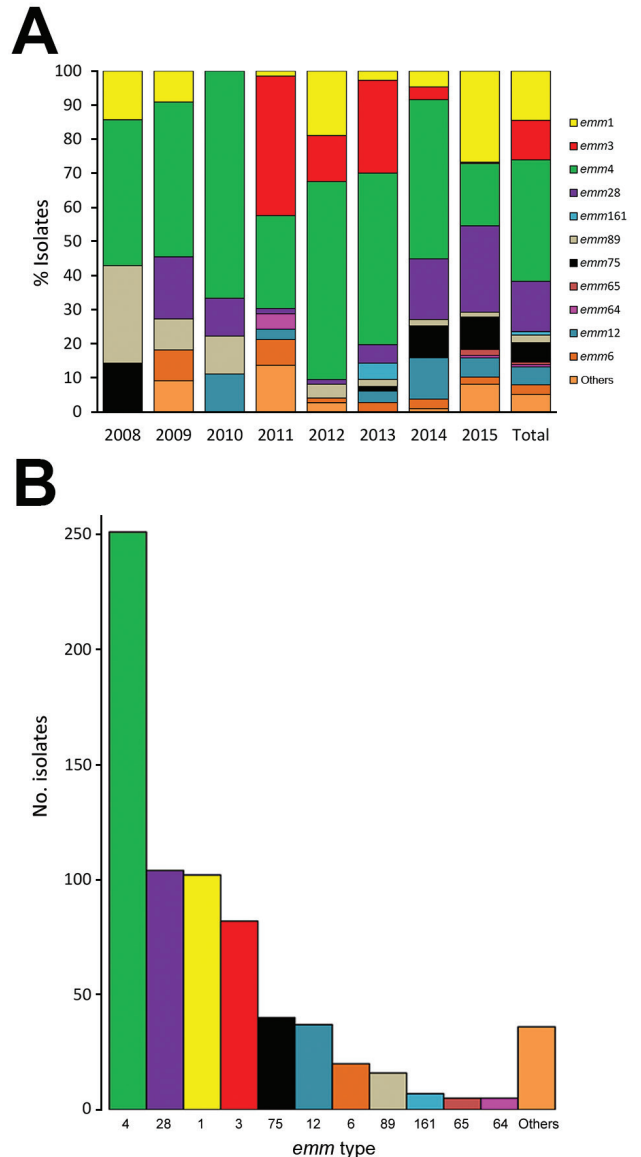 A
100
90
80
70
60
50
40
30
20
10
0
% Isolates
2008 2009 2010 2011 2012 2013 2014 2015 Total
emm1
emm3
emm4
emm28
emm161
emm89
emm75
emm65
emm64
emm12
emm6
Others
B
250
200
150
100
50
0
No. isolates
4 28 1 3 75 12 6 89 161 65 64 Others
emm type